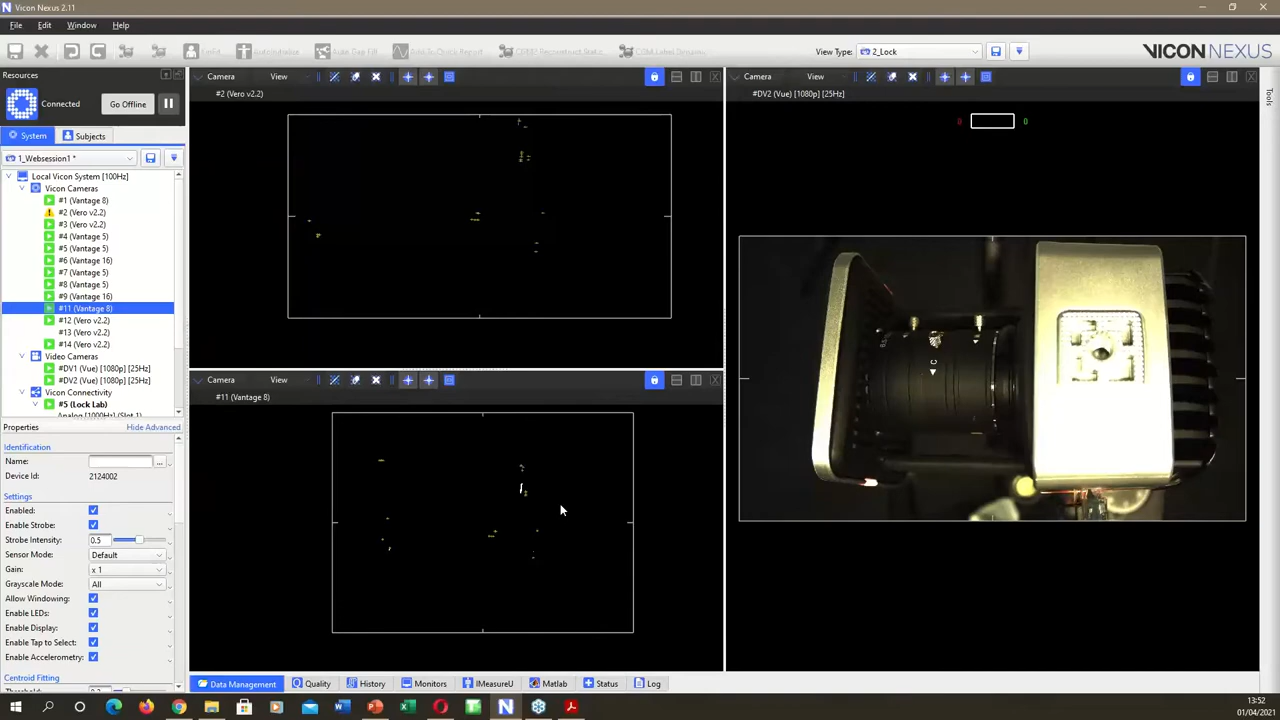 Vicon Nexus 2.11
File Edit Window Help
View Type: 2_Lock
VICON NEXUS
Resources
Connected Go Offline
System Subjects
1_Websession1 *
Local Vicon System [100Hz]
Vicon Cameras
#1 (Vantage 8)
#2 (Vero v2.2)
#3 (Vero v2.2)
#4 (Vantage 5)
#5 (Vantage 5)
#6 (Vantage 16)
#7 (Vantage 5)
#8 (Vantage 5)
#9 (Vantage 16)
#11 (Vantage 8)
#12 (Vero v2.2)
#13 (Vero v2.2)
#14 (Vero v2.2)
Video Cameras
#DV1 (Vue) [1080p] [25Hz]
#DV2 (Vue) [1080p] [25Hz]
Vicon Connectivity
#5 (Lock Lab)
Analog [1000Hz] (Slot 1)
Properties Hide Advanced
Identification
Name:
Device Id: 2124002
Settings
Enabled:
Enable Strobe:
Strobe Intensity: 0.5
Sensor Mode: Default
Gain: x 1
Grayscale Mode: All
Allow Windowing:
Enable LEDs:
Enable Display:
Enable Tap to Select:
Enable Accelerometry:
Centroid Fitting
Camera View
#2 (Vero v2.2)
Camera View
#11 (Vantage 8)
Camera View
#DV2 (Vue) [1080p] [25Hz]
0 0
C
Tools
Data Management Quality History Monitors IMeasureU Matlab Status Log
13:52
01/04/2021